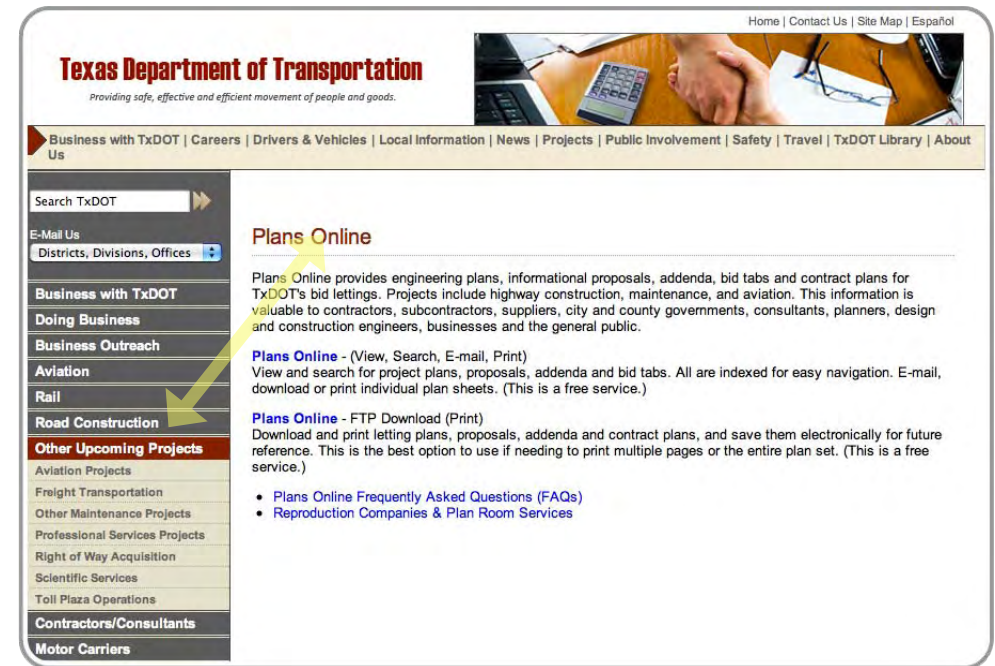 Home | Contact Us | Site Map | Español
Texas Department of Transportation
Providing safe, effective and efficient movement of people and goods.
Business with TxDOT | Careers | Drivers & Vehicles | Local Information | News | Projects | Public Involvement | Safety | Travel | TxDOT Library | About
Us
Search TxDOT
E-Mail Us
Districts, Divisions, Offices
Business with TxDOT
Doing Business
Business Outreach
Aviation
Rail
Road Construction
Other Upcoming Projects
Aviation Projects
Freight Transportation
Other Maintenance Projects
Professional Services Projects
Right of Way Acquisition
Scientific Services
Toll Plaza Operations
Contractors/Consultants
Motor Carriers
Plans Online
Plans Online provides engineering plans, informational proposals, addenda, bid tabs and contract plans for
TxDOT's bid lettings. Projects include highway construction, maintenance, and aviation. This information is
valuable to contractors, subcontractors, suppliers, city and county governments, consultants, planners, design
and construction engineers, businesses and the general public.
Plans Online - (View, Search, E-mail, Print)
View and search for project plans, proposals, addenda and bid tabs. All are indexed for easy navigation. E-mail,
download or print individual plan sheets. (This is a free service.)
Plans Online - FTP Download (Print)
Download and print letting plans, proposals, addenda and contract plans, and save them electronically for future
reference. This is the best option to use if needing to print multiple pages or the entire plan set. (This is a free
service.)
• Plans Online Frequently Asked Questions (FAQs)
• Reproduction Companies & Plan Room Services